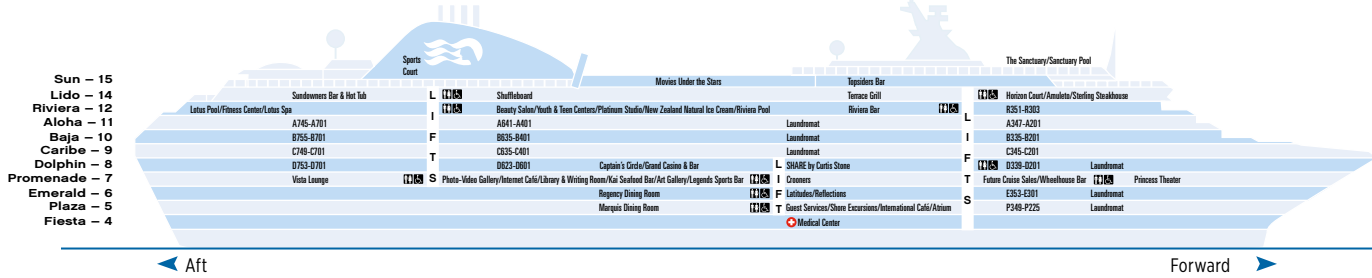 Sports
Court
The Sanctuary/Sanctuary Pool
Sun – 15 Movies Under the Stars Topsiders Bar
Lido – 14 Sundowners Bar & Hot Tub L Shuffleboard Terrace Grill L Horizon Court/Amuleto/Sterling Steakhouse
Riviera – 12 Lotus Pool/Fitness Center/Lotus Spa I Beauty Salon/Youth & Teen Centers/Platinum Studio/New Zealand Natural Ice Cream/Riviera Pool Riviera Bar I R351-R303
Aloha – 11 A745-A701 A641-A401 Laundromat A347-A201
Baja – 10 B755-B701 F B635-B401 Laundromat F B335-B201
Caribe – 9 C749-C701 T C635-C401 Laundromat C345-C201
Dolphin – 8 D753-D701 D623-D601 Captain's Circle/Grand Casino & Bar L SHARE by Curtis Stone T D339-D201 Laundromat
Promenade – 7 Vista Lounge S Photo-Video Gallery/Internet Café/Library & Writing Room/Kai Seafood Bar/Art Gallery/Legends Sports Bar I Crooners Future Cruise Sales/Wheelhouse Bar Princess Theater
Emerald – 6 Regency Dining Room F Latitudes/Reflections S E353-E301 Laundromat
Plaza – 5 Marquis Dining Room T Guest Services/Shore Excursions/International Café/Atrium P349-P225 Laundromat
Fiesta – 4 Medical Center
Aft Forward